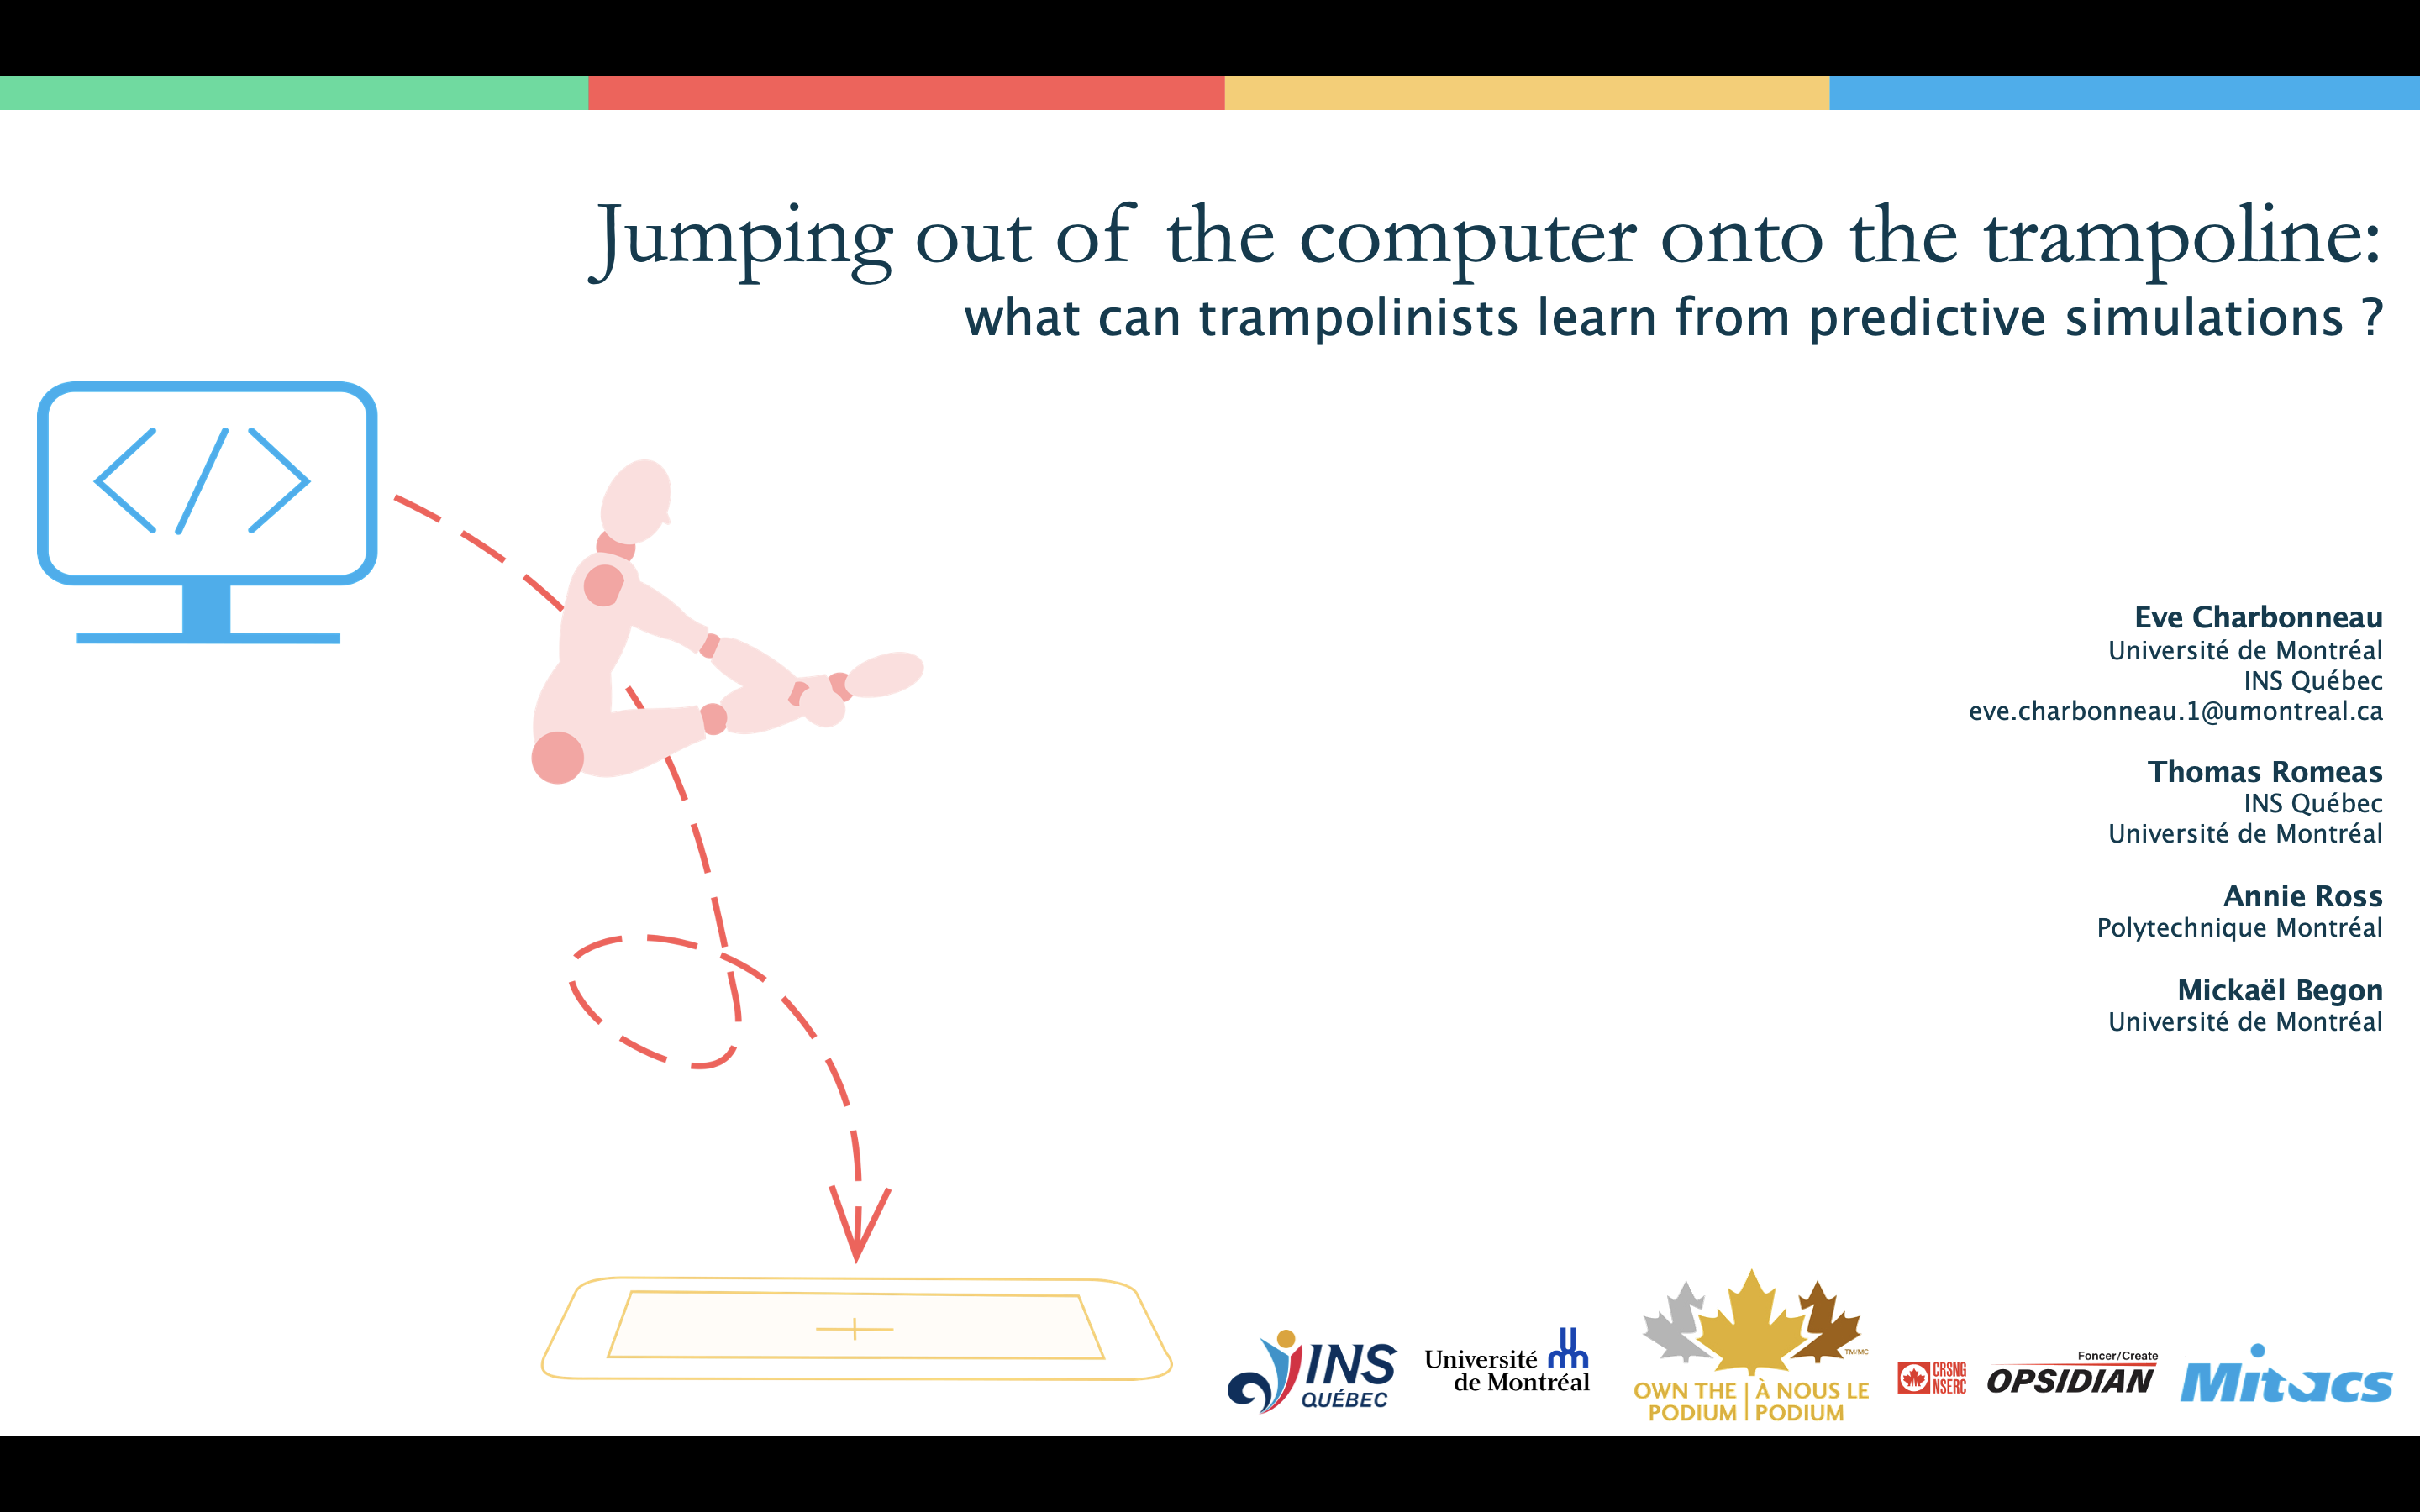 Jumping out of the computer onto the trampoline:
what can trampolinists learn from predictive simulations ?
</>
Eve Charbonneau
Université de Montréal
INS Québec
eve.charbonneau.1@umontreal.ca
Thomas Romeas
INS Québec
Université de Montréal
Annie Ross
Polytechnique Montréal
Mickaël Begon
Université de Montréal
INS
QUÉBEC
Université
de Montréal
TM/MC
OWN THE | À NOUS LE
PODIUM | PODIUM
CRSNG
NSERC
Foncer/Create
OPSIDIAN
Mitacs